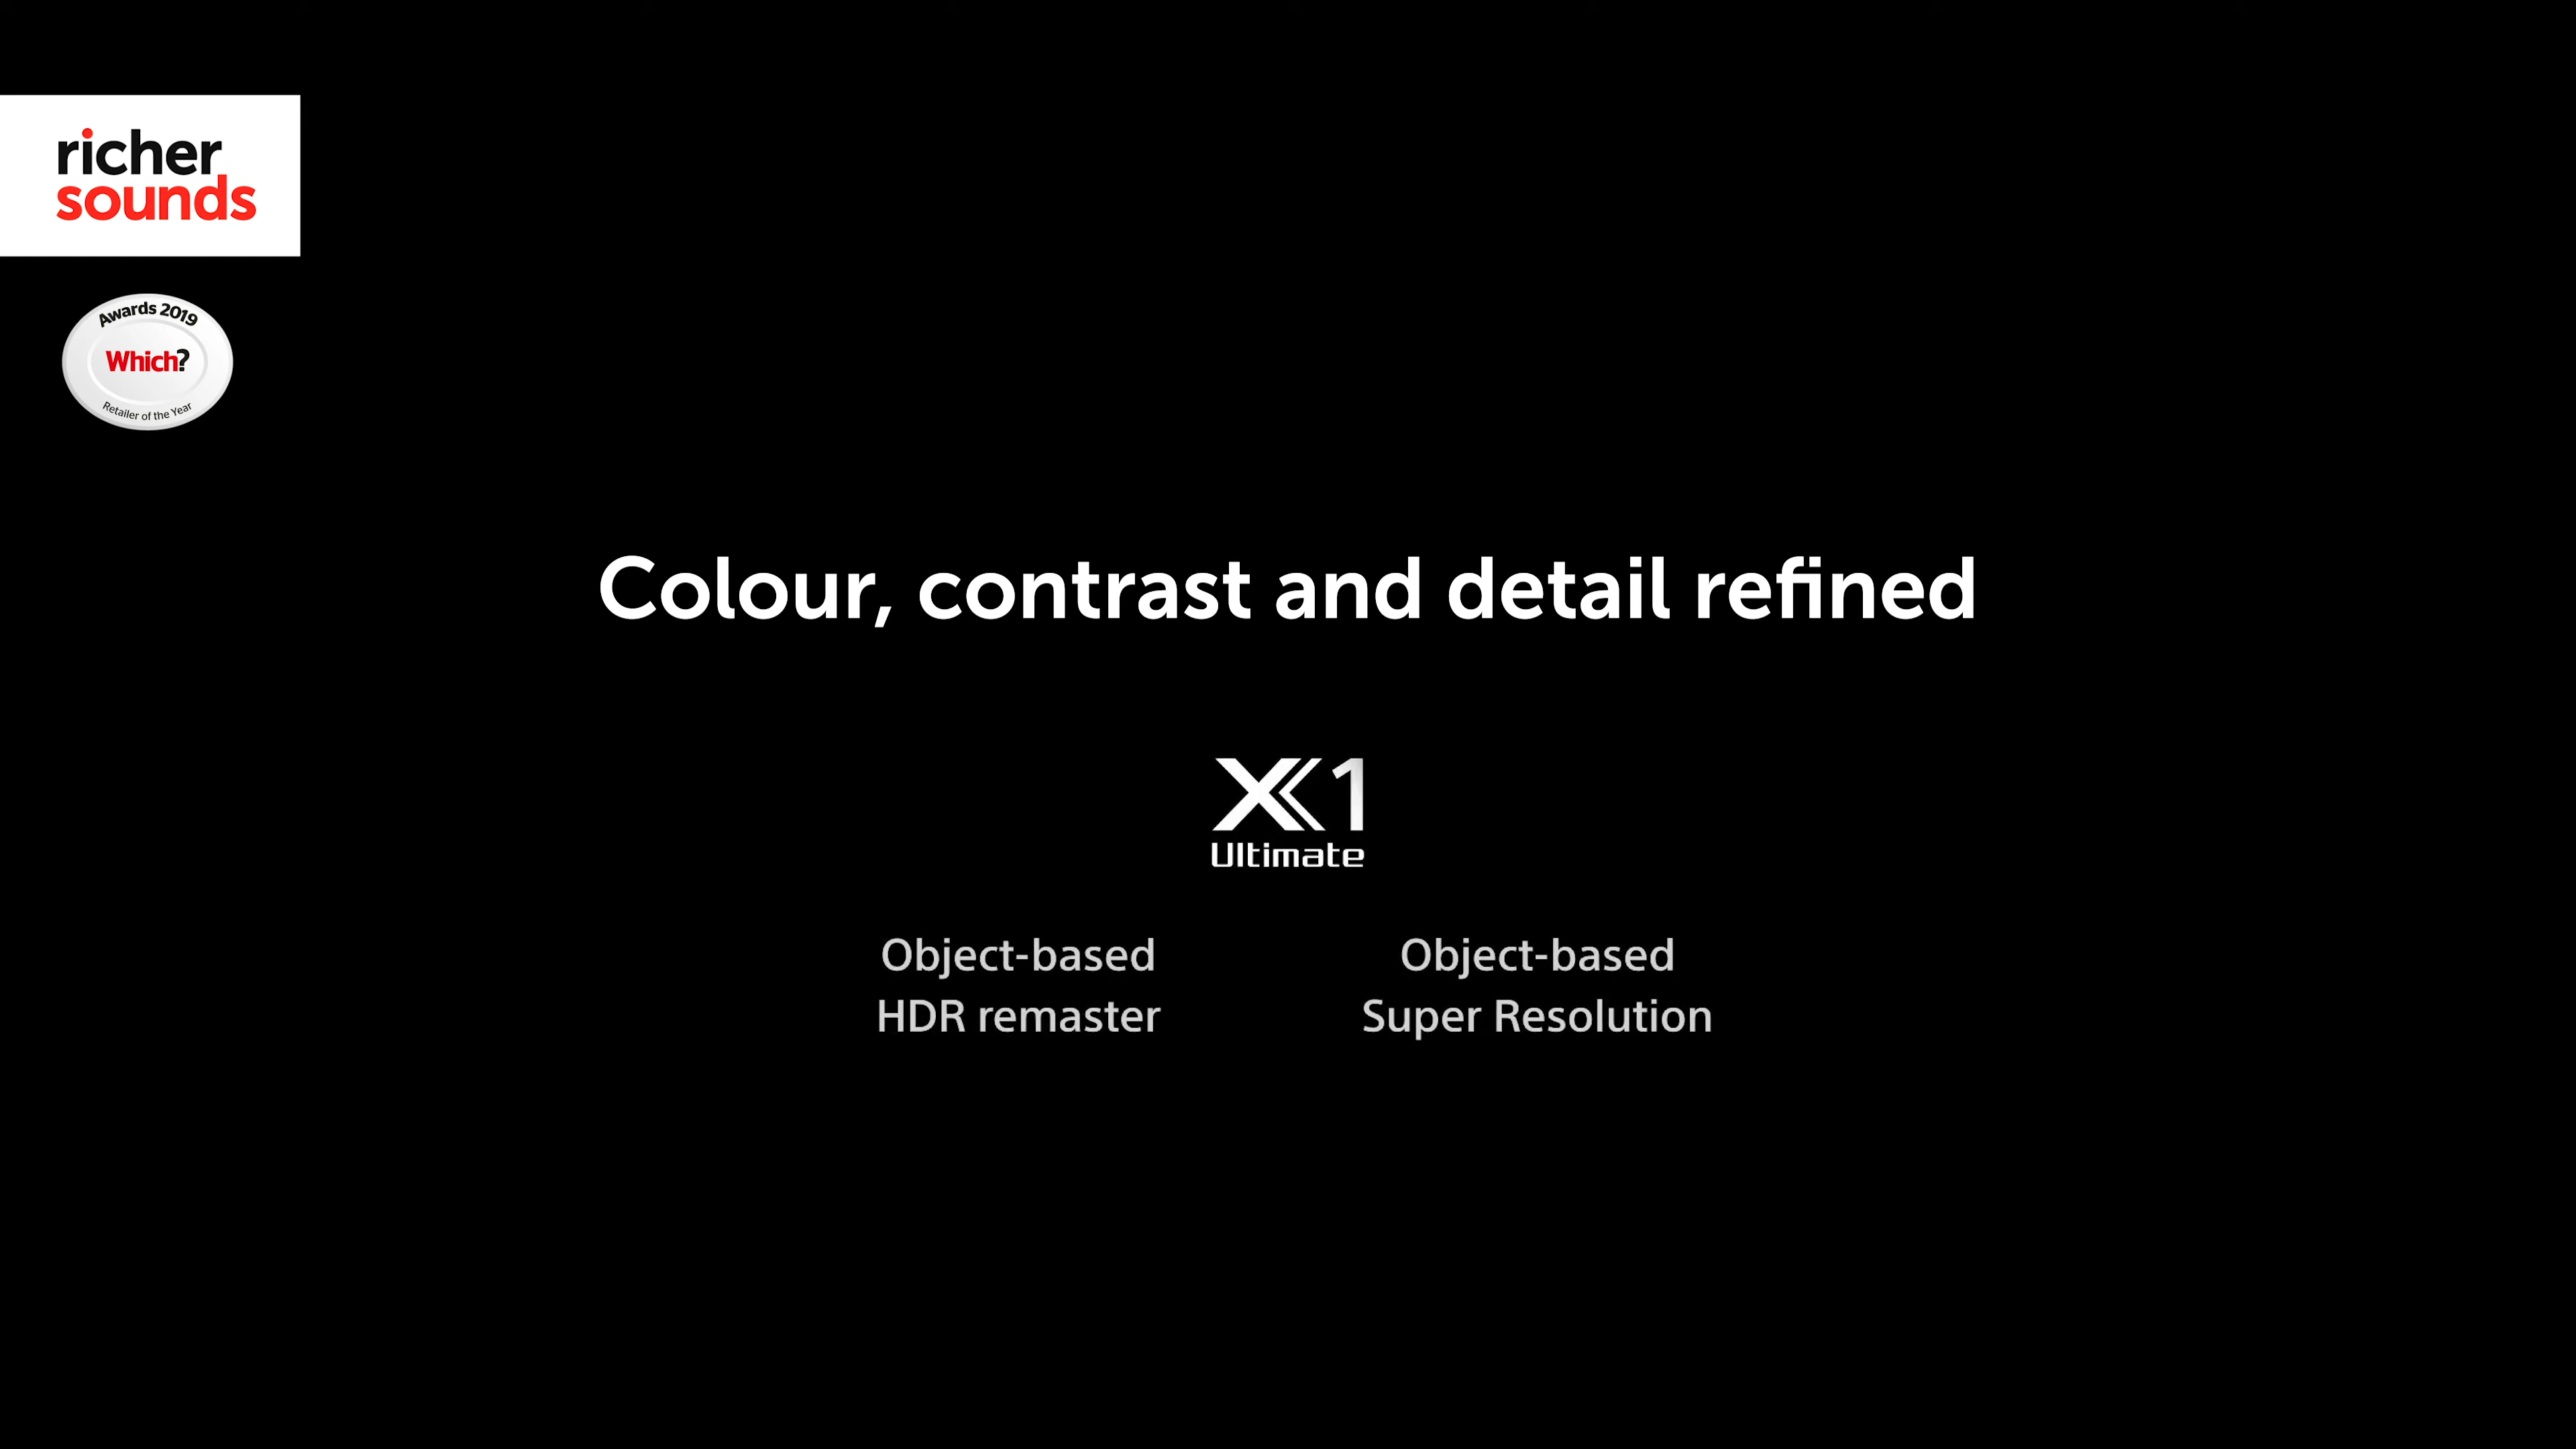 richer
sounds
Awards 2019
Which?
Retailer of the Year
Colour, contrast and detail refined
X1
Ultimate
Object-based
HDR remaster
Object-based
Super Resolution